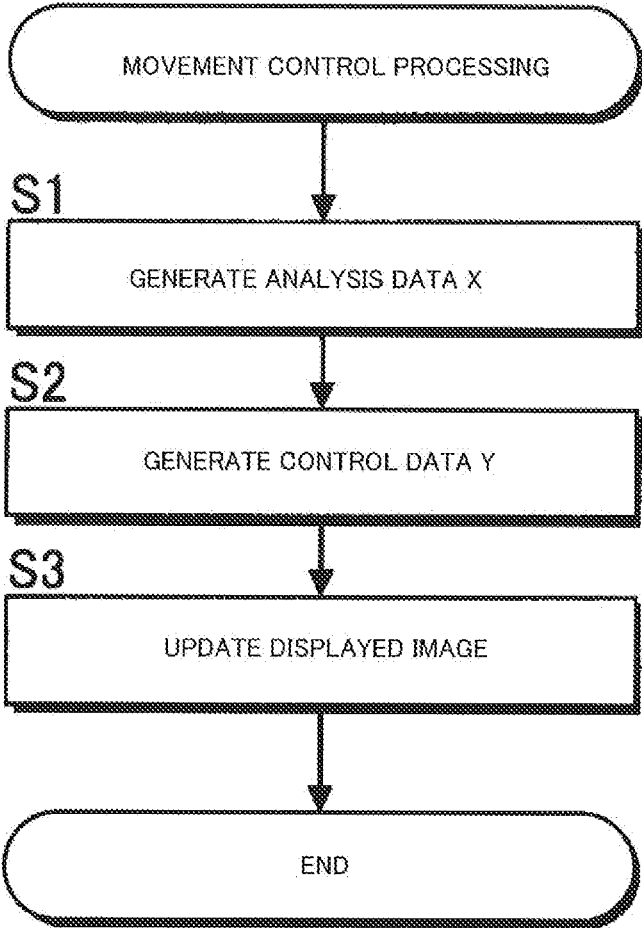 MOVEMENT CONTROL PROCESSING
S1
GENERATE ANALYSIS DATA X
S2
GENERATE CONTROL DATA Y
S3
UPDATE DISPLAYED IMAGE
END